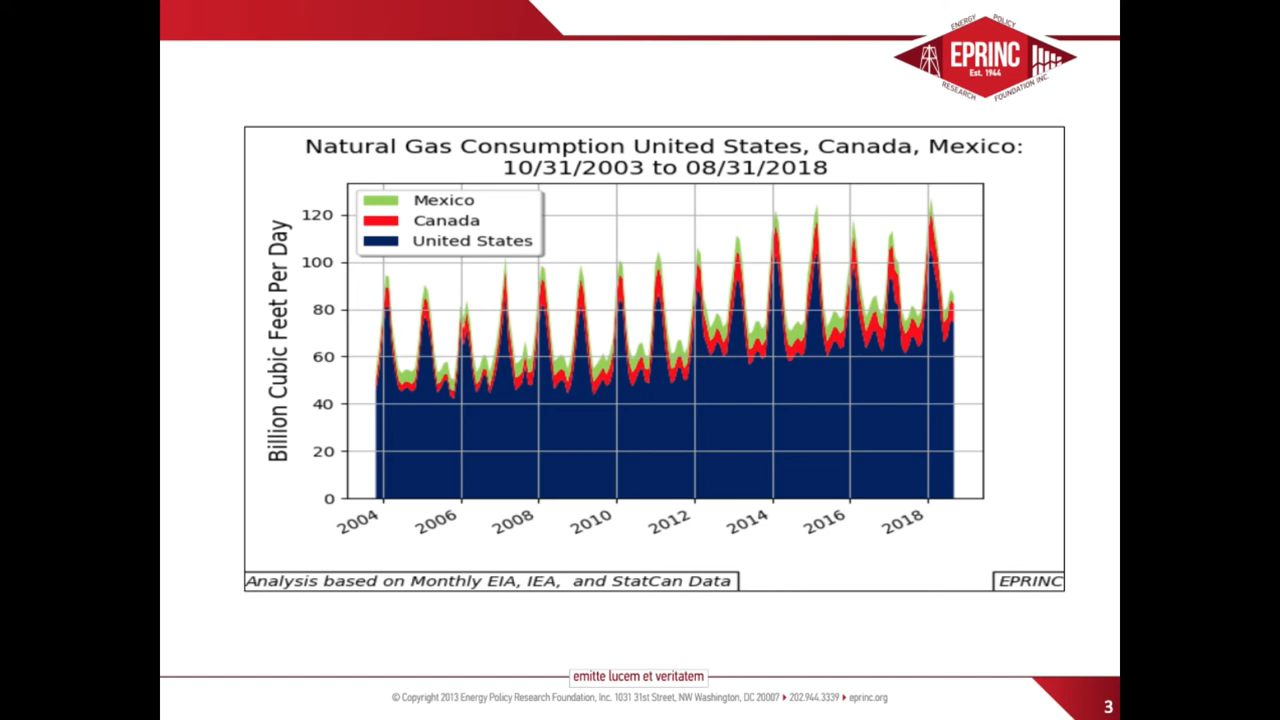 ENERGY POLICY
EPRINC
Est. 1944
RESEARCH FOUNDATION INC.
Natural Gas Consumption United States, Canada, Mexico:
10/31/2003 to 08/31/2018
Mexico
Canada
United States
Billion Cubic Feet Per Day
120
100
80
60
40
20
0
2004 2006 2008 2010 2012 2014 2016 2018
Analysis based on Monthly EIA, IEA, and StatCan Data
EPRINC
emitte lucem et veritatem
© Copyright 2013 Energy Policy Research Foundation, Inc. 1031 31st Street, NW Washington, DC 20007 ▶ 202.944.3339 ▶ eprinc.org
3